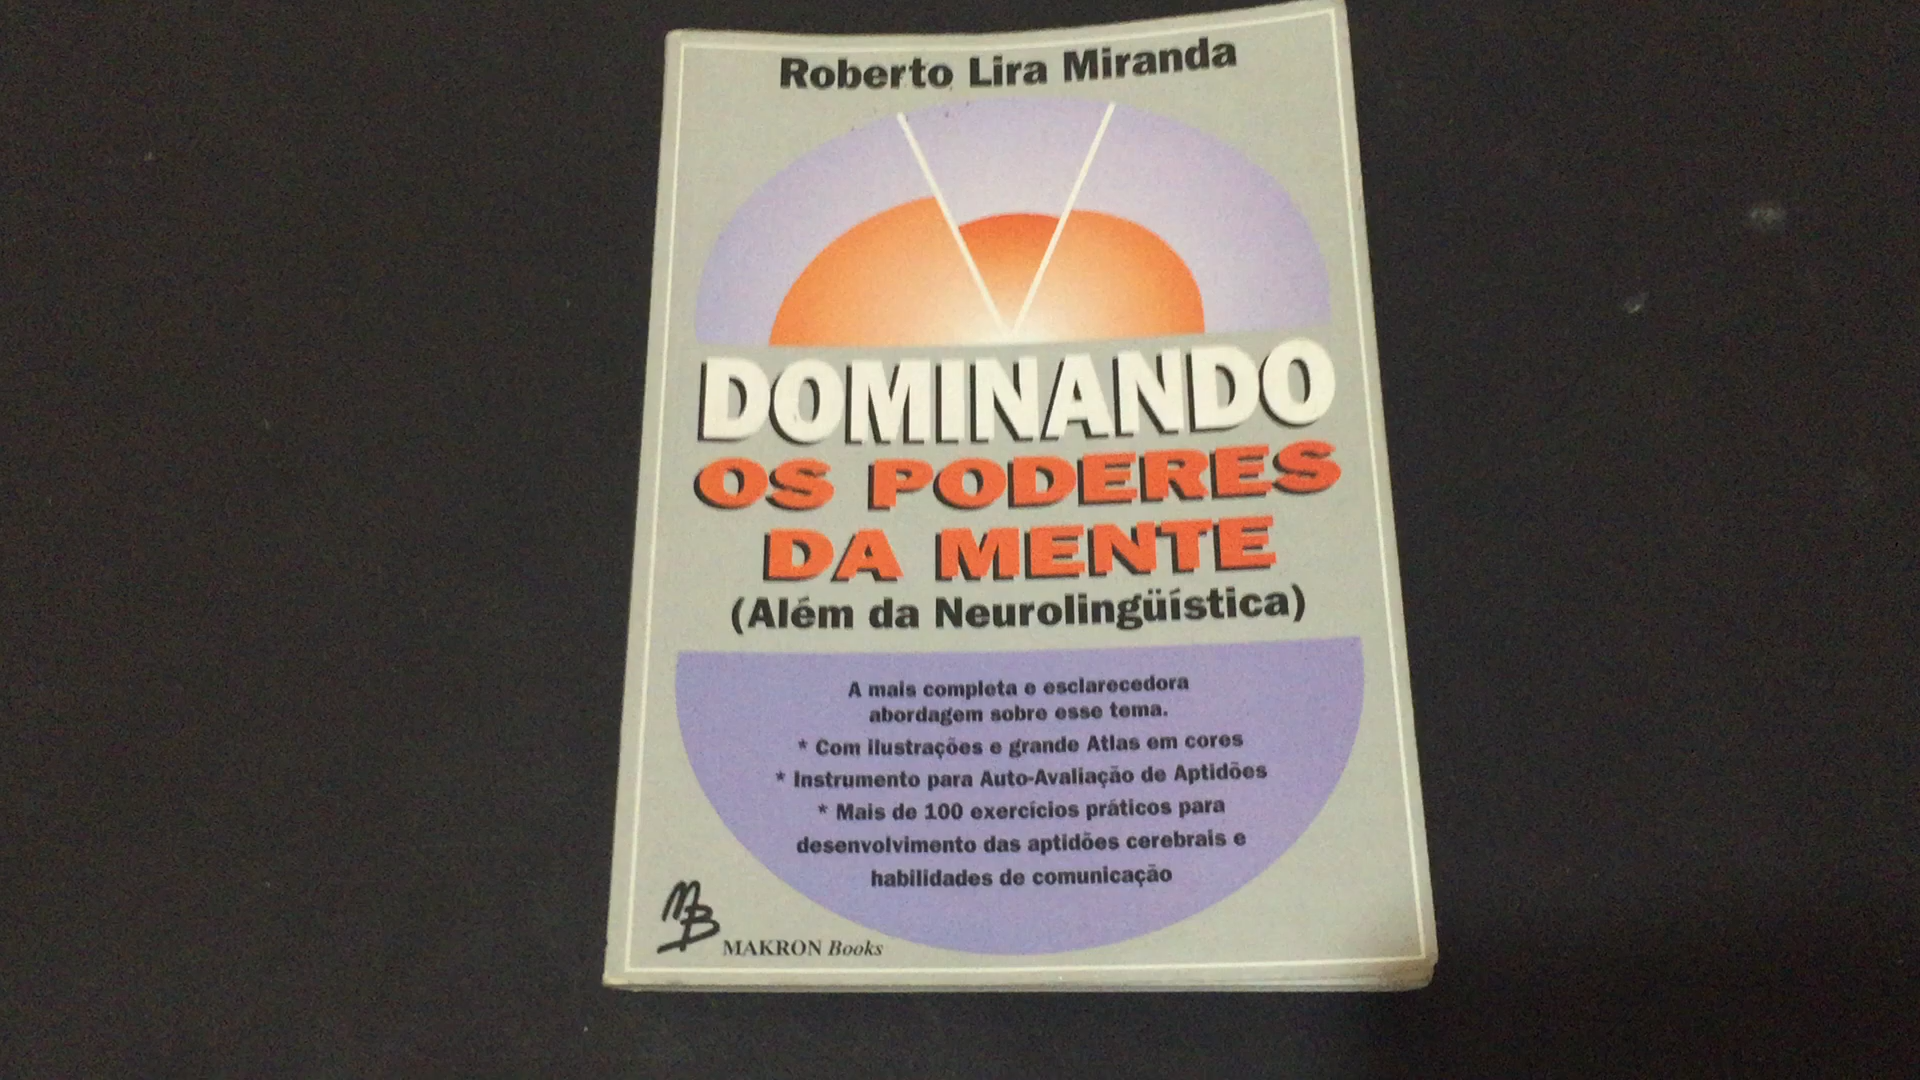 Roberto Lira Miranda
DOMINANDO
OS PODERES
DA MENTE
(Além da Neurolingüística)
A mais completa e esclarecedora
abordagem sobre esse tema.
* Com ilustrações e grande Atlas em cores
* Instrumento para Auto-Avaliação de Aptidões
* Mais de 100 exercícios práticos para
desenvolvimento das aptidões cerebrais e
habilidades de comunicação
MB
MAKRON Books